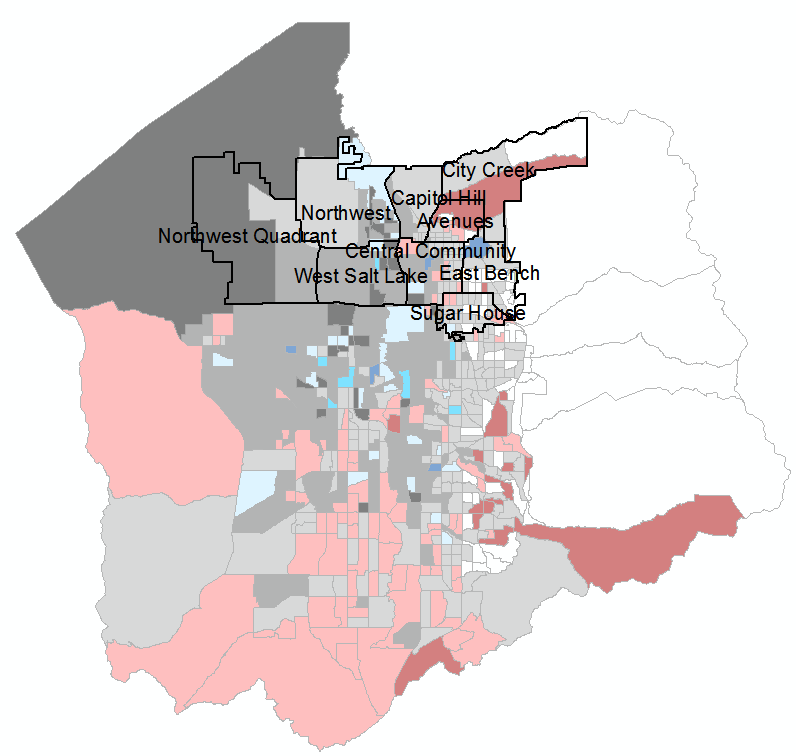 City Creek
Capitol Hill
Northwest
Avenues
Northwest Quadrant
Central Community
West Salt Lake
East Bench
Sugar House